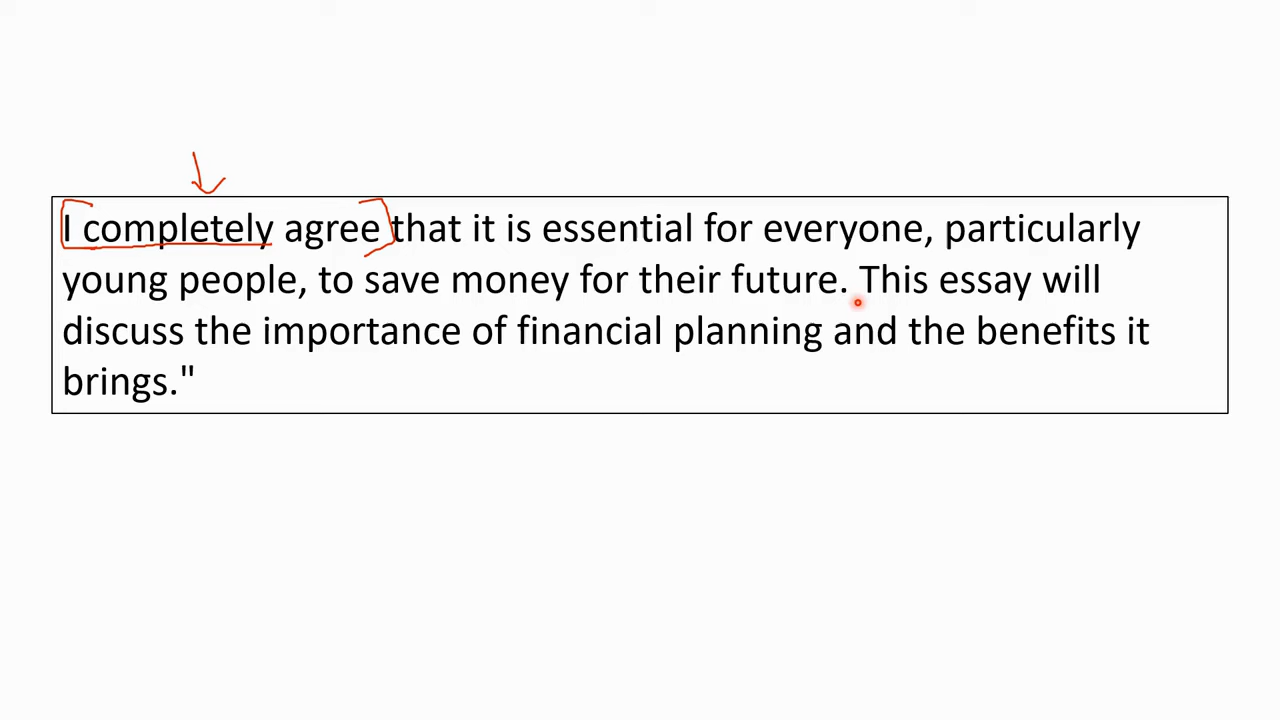 I completely agree that it is essential for everyone, particularly
young people, to save money for their future. This essay will
discuss the importance of financial planning and the benefits it
brings."